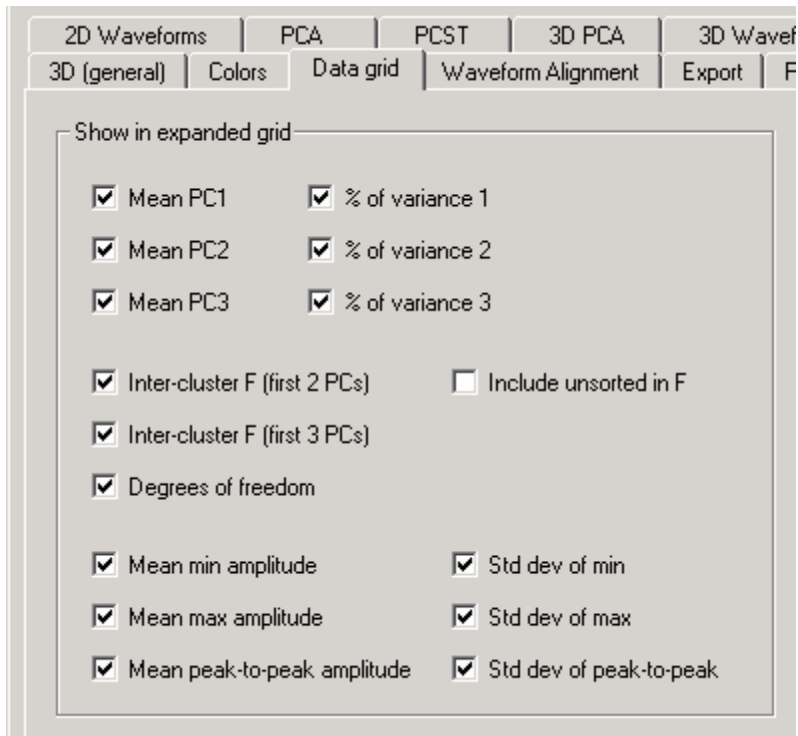 2D Waveforms PCA PCST 3D PCA 3D Wavef
3D (general) Colors Data grid Waveform Alignment Export F
Show in expanded grid
Mean PC1 % of variance 1
Mean PC2 % of variance 2
Mean PC3 % of variance 3
Inter-cluster F (first 2 PCs) Include unsorted in F
Inter-cluster F (first 3 PCs)
Degrees of freedom
Mean min amplitude Std dev of min
Mean max amplitude Std dev of max
Mean peak-to-peak amplitude Std dev of peak-to-peak